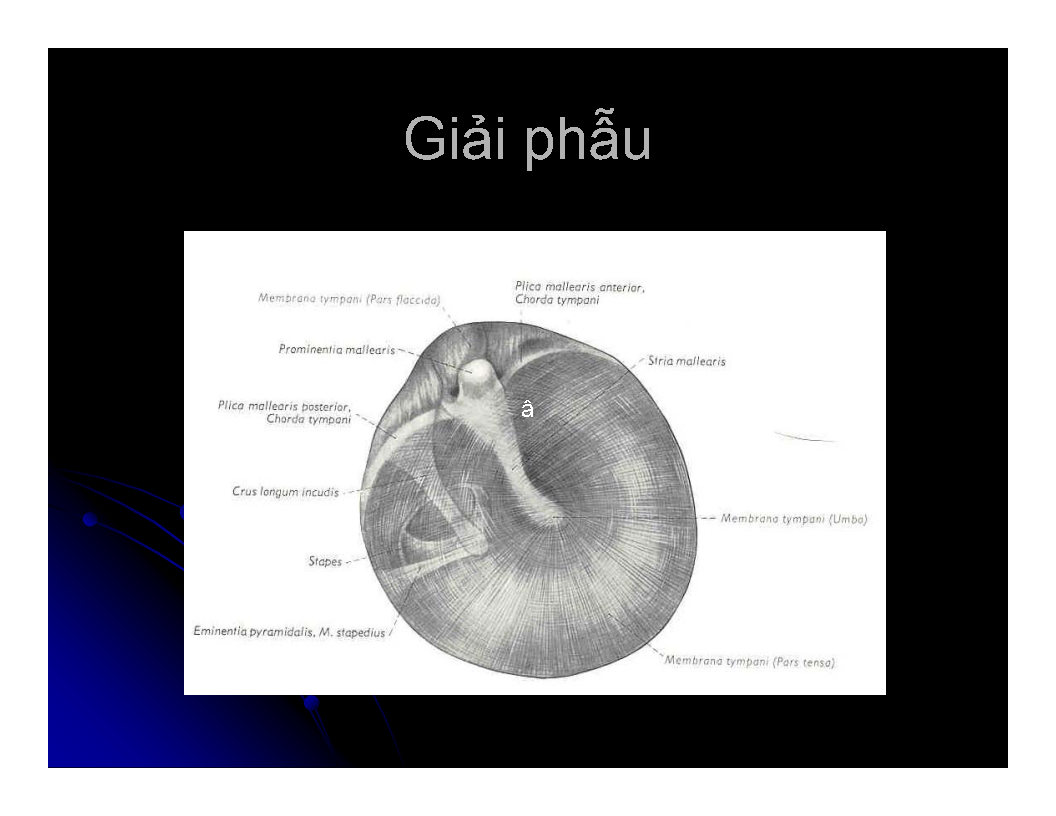 Giải phẫu
Plica mallearis anterior,
Chorda tympani
Membrana tympani (Pars flaccida)
Prominentia mallearis
Stria mallearis
Plica mallearis posterior,
Chorda tympani
â
Crus longum incudis
Membrana tympani (Umbo)
Stapes
Eminentia pyramidalis, M. stapedius
Membrana tympani (Pars tensa)